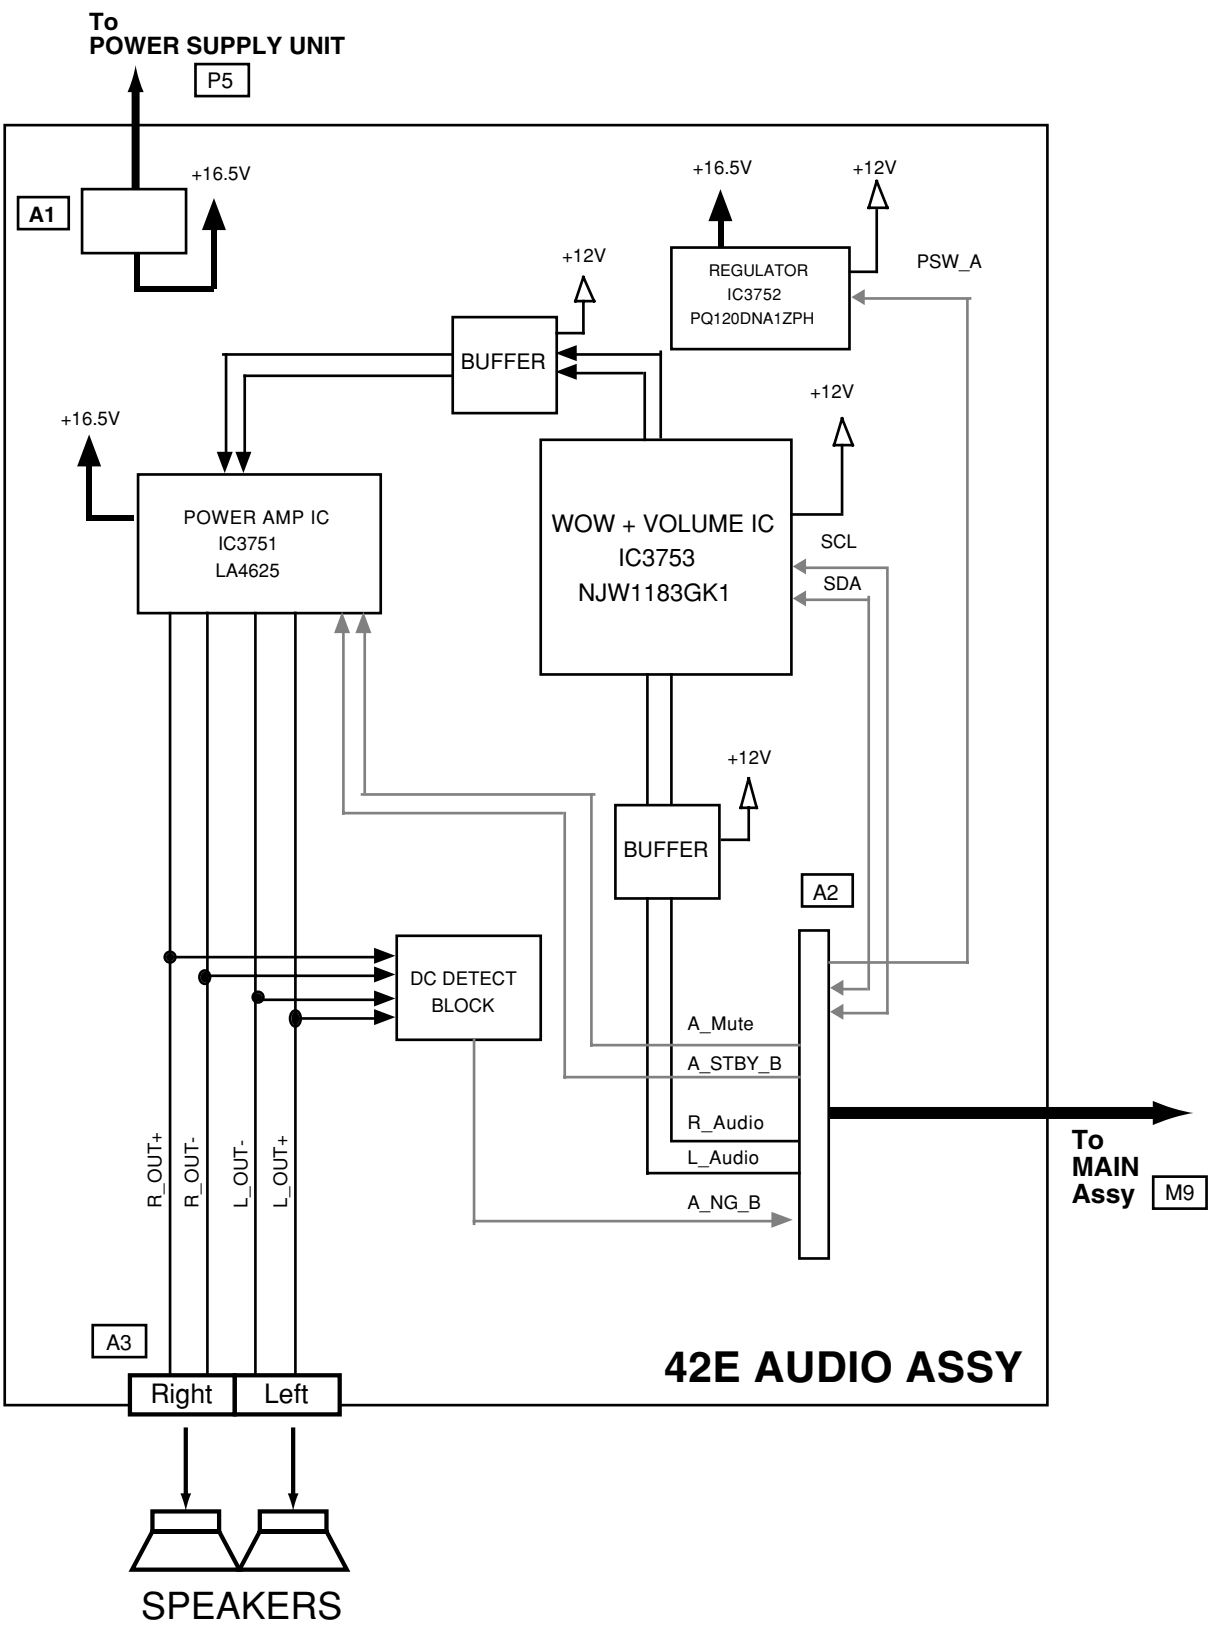 To
POWER SUPPLY UNIT
P5
+16.5V
A1
+16.5V
+12V
REGULATOR
IC3752
PQ120DNA1ZPH
PSW_A
+12V
BUFFER
+12V
+16.5V
POWER AMP IC
IC3751
LA4625
WOW + VOLUME IC
IC3753
NJW1183GK1
SCL
SDA
+12V
BUFFER
A2
DC DETECT
BLOCK
A_Mute
A_STBY_B
R_Audio
L_Audio
A_NG_B
To
MAIN
Assy
M9
R_OUT+
R_OUT-
L_OUT-
L_OUT+
A3
Right
Left
42E AUDIO ASSY
SPEAKERS